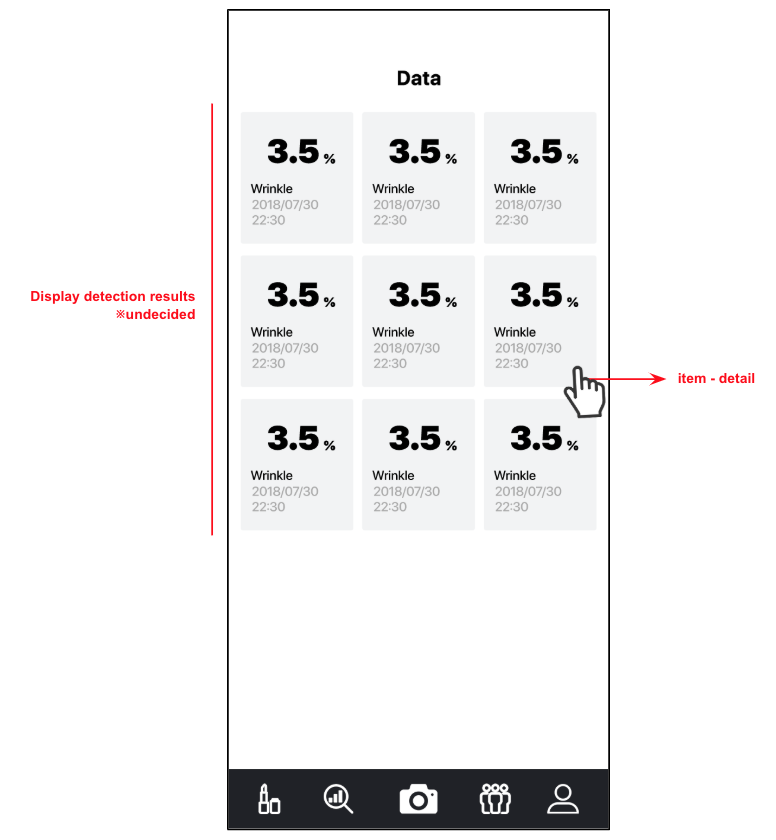 Data
3.5 % 3.5 % 3.5 %
Wrinkle Wrinkle Wrinkle
2018/07/30 2018/07/30 2018/07/30
22:30 22:30 22:30
Display detection results
※undecided
3.5 % 3.5 % 3.5 %
Wrinkle Wrinkle Wrinkle
2018/07/30 2018/07/30 2018/07/30
22:30 22:30 22:30
item - detail
3.5 % 3.5 % 3.5 %
Wrinkle Wrinkle Wrinkle
2018/07/30 2018/07/30 2018/07/30
22:30 22:30 22:30